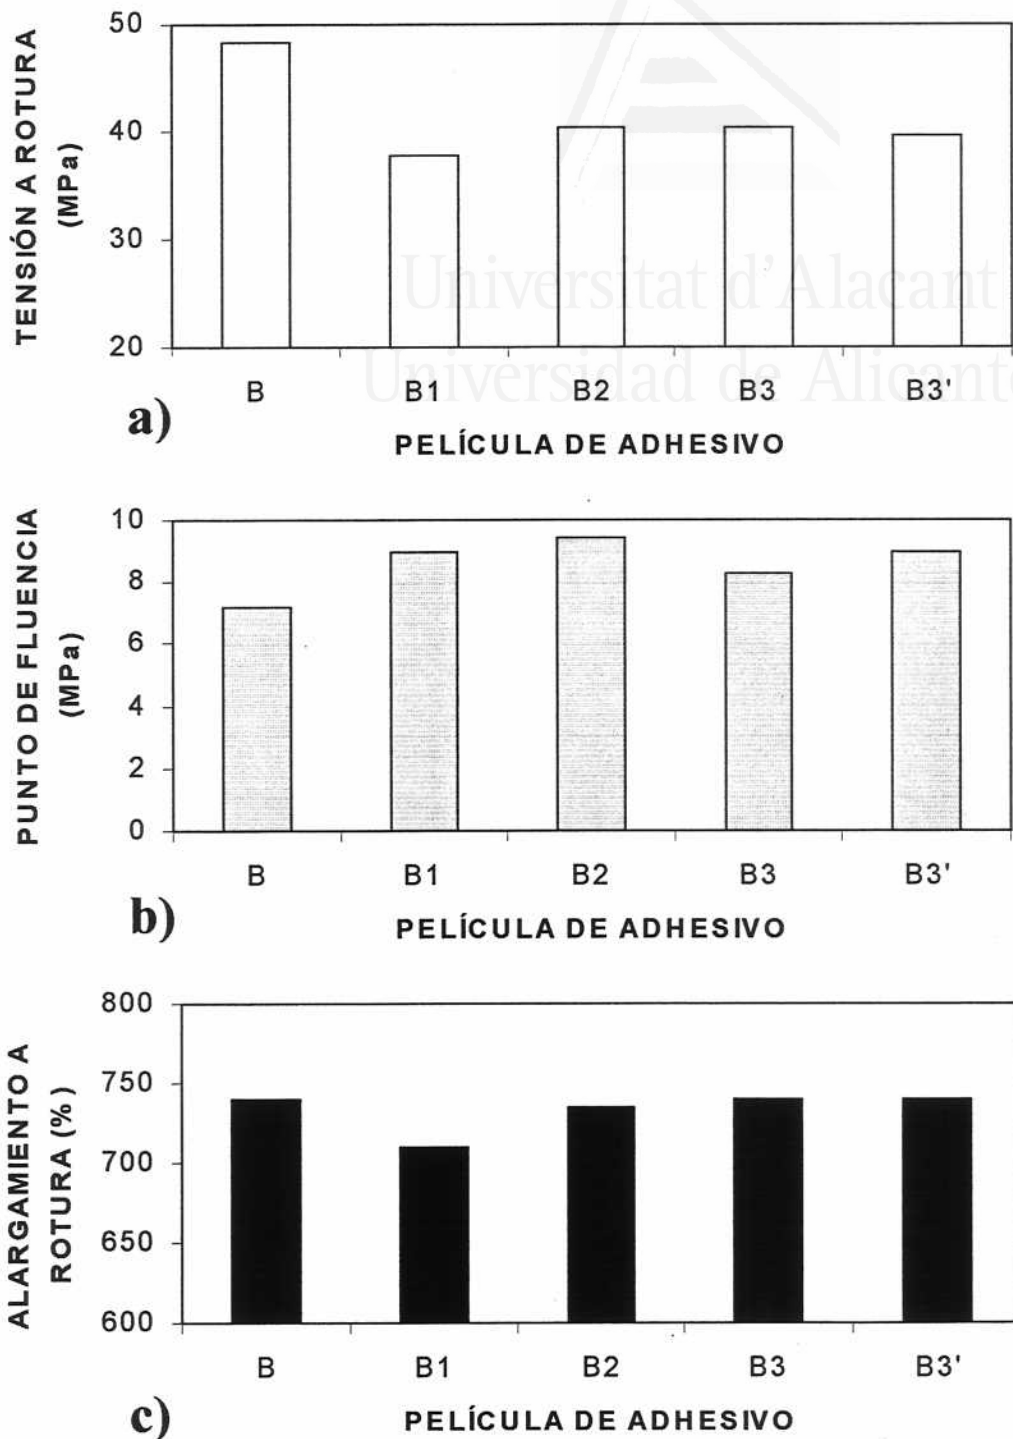 TENSIÓN A ROTURA
(MPa)
50
40
30
20
B B1 B2 B3 B3'
a)
PELÍCULA DE ADHESIVO
Universitat d'Alacant
Universidad de Alicante
PUNTO DE FLUENCIA
(MPa)
10
8
6
4
2
0
B B1 B2 B3 B3'
b)
PELÍCULA DE ADHESIVO
ALARGAMIENTO A
ROTURA (%)
800
750
700
650
600
B B1 B2 B3 B3'
c)
PELÍCULA DE ADHESIVO